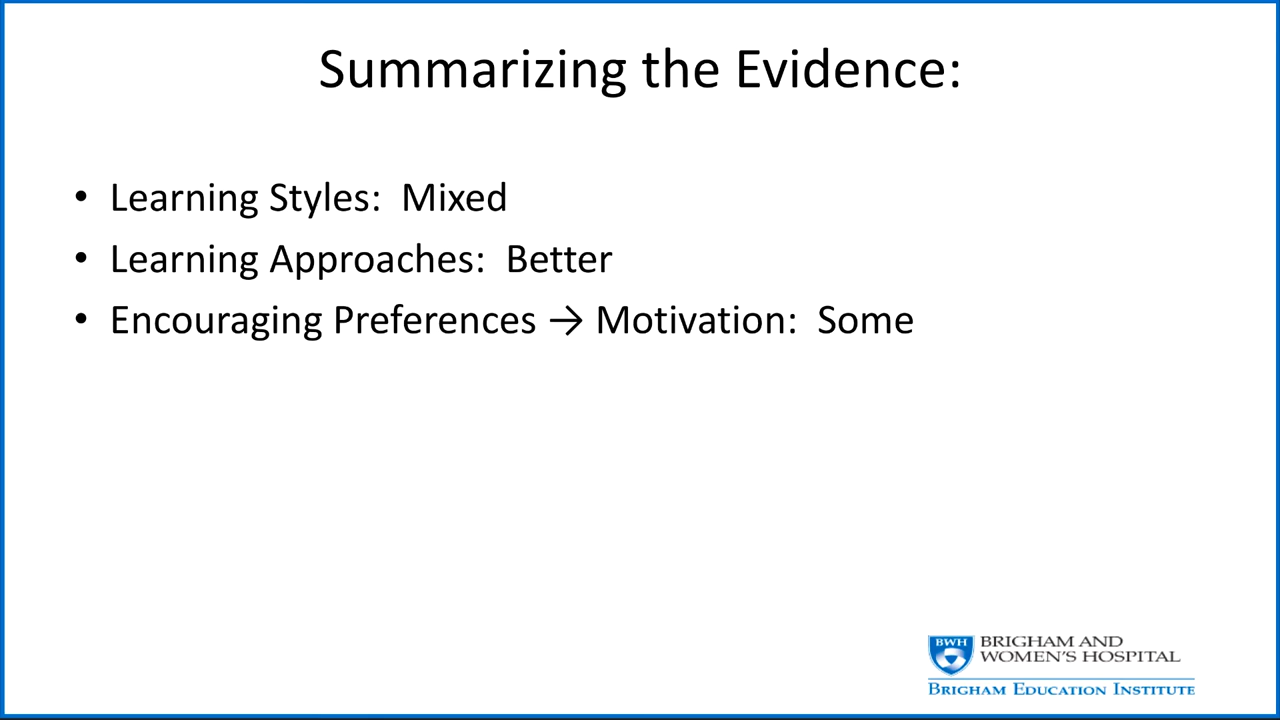 Summarizing the Evidence:
• Learning Styles: Mixed
• Learning Approaches: Better
• Encouraging Preferences → Motivation: Some
BWH
BRIGHAM AND
WOMEN'S HOSPITAL
BRIGHAM EDUCATION INSTITUTE